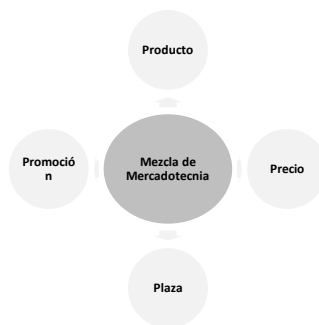 Producto
Promoció
n
Mezcla de
Mercadotecnia
Precio
Plaza